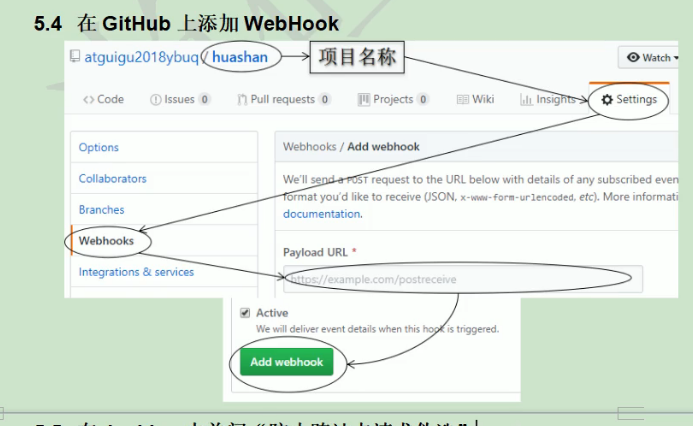 5.4 在 GitHub 上添加 WebHook
atguigu2018ybuq / huashan
项目名称
Watch
Code
Issues 0
Pull requests 0
Projects 0
Wiki
Insights
Settings
Options
Collaborators
Branches
Webhooks
Integrations & services
Webhooks / Add webhook
We'll send a POST request to the URL below with details of any subscribed even
format you'd like to receive (JSON, x-www-form-urlencoded, etc). More informati
documentation.
Payload URL *
https://example.com/postreceive
Active
We will deliver event details when this hook is triggered.
Add webhook